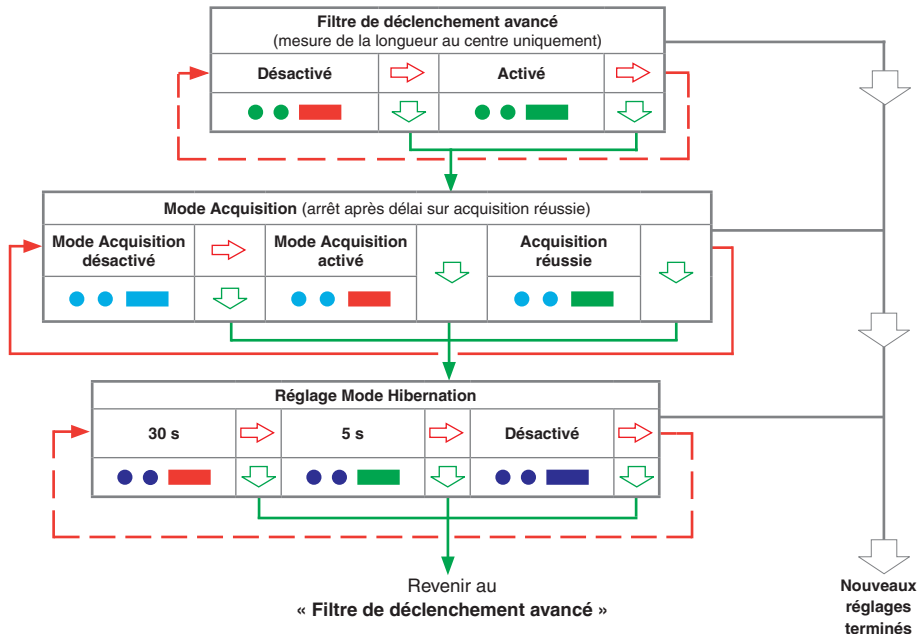 Filtre de déclenchement avancé
(mesure de la longueur au centre uniquement)
Désactivé
Activé
Mode Acquisition (arrêt après délai sur acquisition réussie)
Mode Acquisition
désactivé
Mode Acquisition
activé
Acquisition
réussie
Réglage Mode Hibernation
30 s
5 s
Désactivé
Revenir au
« Filtre de déclenchement avancé »
Nouveaux
réglages
terminés